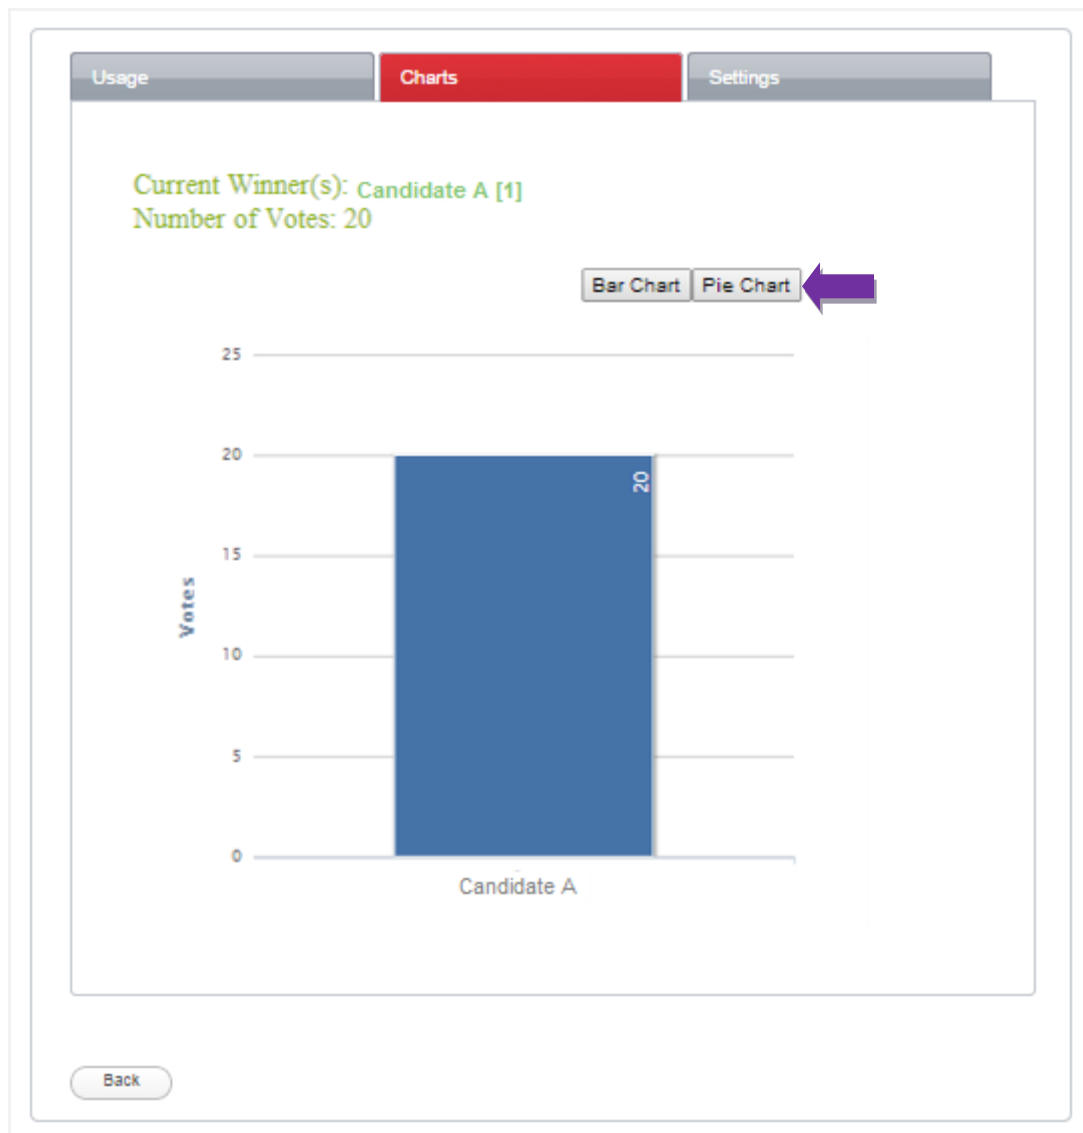 Usage Charts Settings
Current Winner(s): Candidate A [1]
Number of Votes: 20
Bar Chart Pie Chart
25
20
20
15
Votes
10
5
0
Candidate A
Back